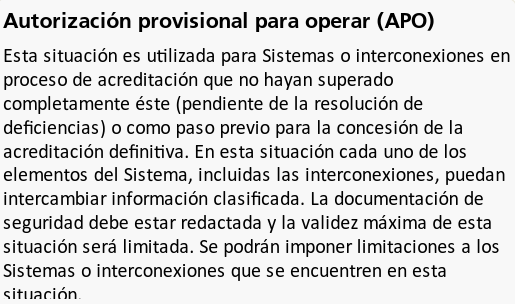 Autorización provisional para operar (APO)
Esta situación es utilizada para Sistemas o interconexiones en
proceso de acreditación que no hayan superado
completamente éste (pendiente de la resolución de
deficiencias) o como paso previo para la concesión de la
acreditación definitiva. En esta situación cada uno de los
elementos del Sistema, incluidas las interconexiones, puedan
intercambiar información clasificada. La documentación de
seguridad debe estar redactada y la validez máxima de esta
situación será limitada. Se podrán imponer limitaciones a los
Sistemas o interconexiones que se encuentren en esta
situación.